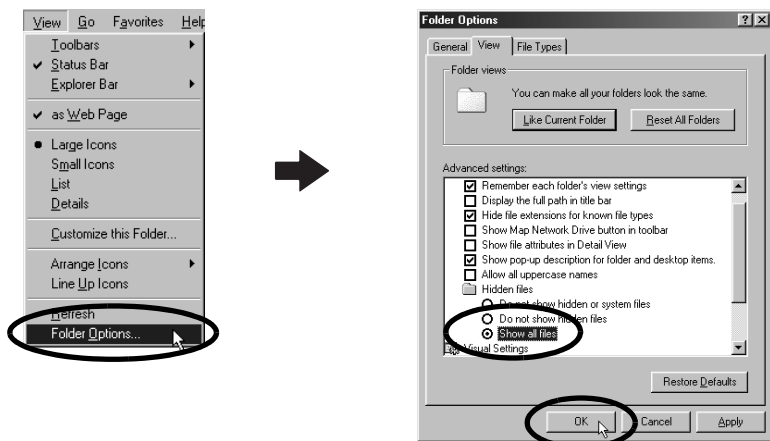 View Go Favorites Help
Toolbars
Status Bar
Explorer Bar
as Web Page
Large Icons
Small Icons
List
Details
Customize this Folder...
Arrange Icons
Line Up Icons
Refresh
Folder Options...
Folder Options
General View File Types
Folder views
You can make all your folders look the same.
Like Current Folder Reset All Folders
Advanced settings:
Remember each folder's view settings
Display the full path in title bar
Hide file extensions for known file types
Show Map Network Drive button in toolbar
Show file attributes in Detail View
Show pop-up description for folder and desktop items.
Allow all uppercase names
Hidden files
Do not show hidden or system files
Do not show hidden files
Show all files
Visual Settings
Restore Defaults
OK Cancel Apply